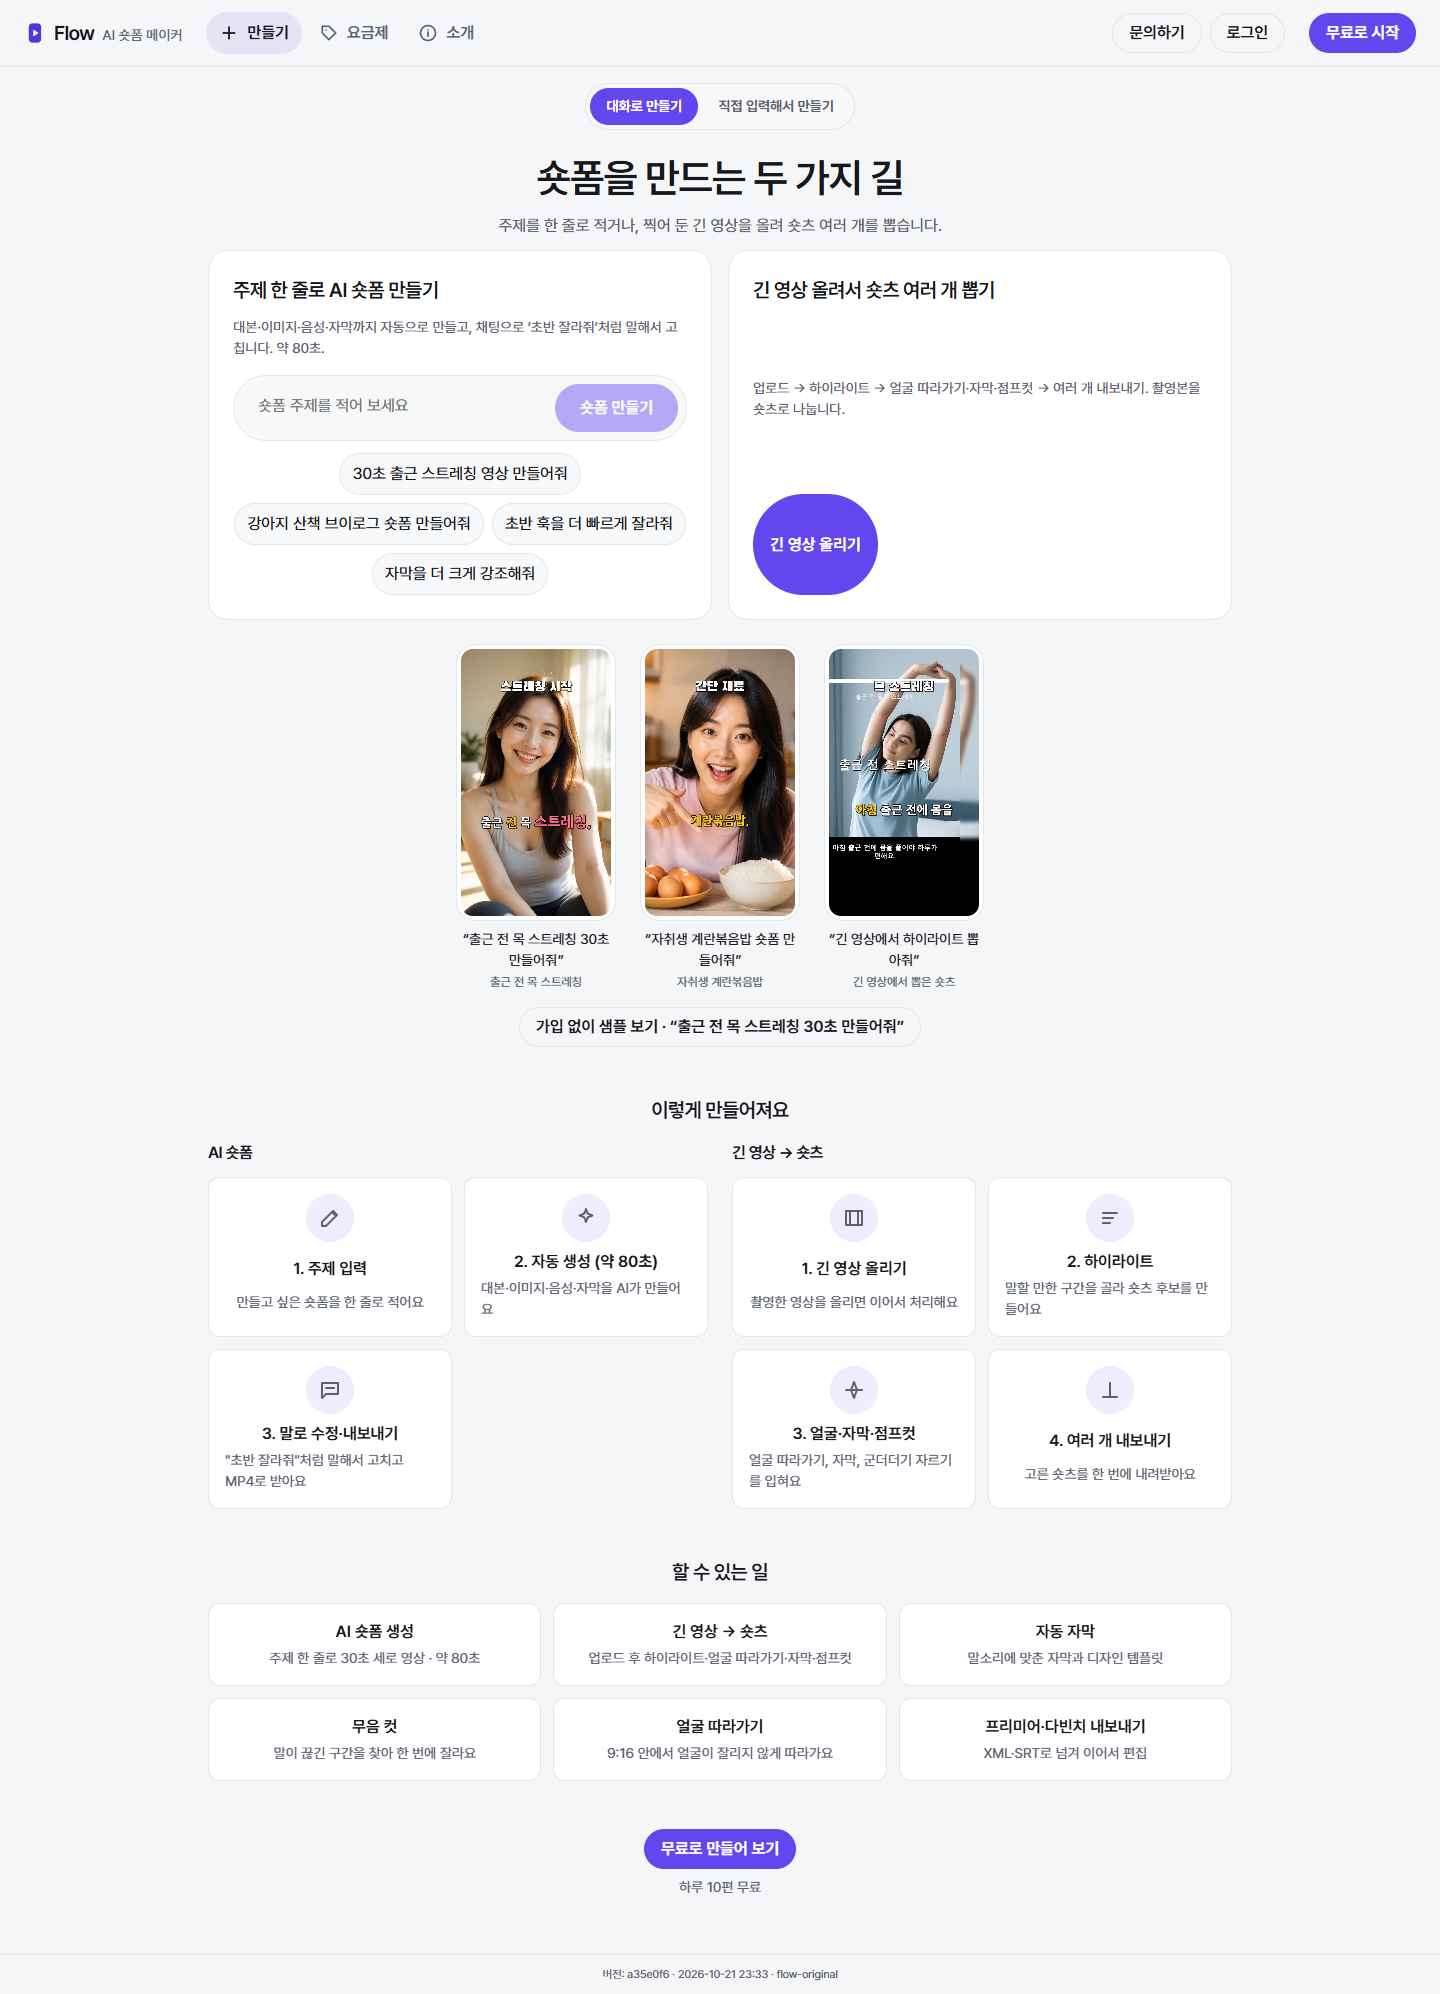 Flow AI 숏폼 메이커
만들기
요금제
소개
문의하기
로그인
무료로 시작
대화로 만들기
직접 입력해서 만들기
숏폼을 만드는 두 가지 길
주제를 한 줄로 적거나, 찍어 둔 긴 영상을 올려 숏츠 여러 개를 뽑습니다.
주제 한 줄로 AI 숏폼 만들기
대본·이미지·음성·자막까지 자동으로 만들고, 채팅으로 ‘초반 잘라줘’처럼 말해서 고
칩니다. 약 80초.
숏폼 주제를 적어 보세요
숏폼 만들기
30초 출근 스트레칭 영상 만들어줘
강아지 산책 브이로그 숏폼 만들어줘
초반 훅을 더 빠르게 잘라줘
자막을 더 크게 강조해줘
긴 영상 올려서 숏츠 여러 개 뽑기
업로드 → 하이라이트 → 얼굴 따라가기·자막·점프컷 → 여러 개 내보내기. 촬영본을
숏츠로 나눕니다.
긴 영상 올리기
스트레칭 시작
출근 전 목 스트레칭,
“출근 전 목 스트레칭 30초
만들어줘”
출근 전 목 스트레칭
간단 재료
계란볶음밥,
“자취생 계란볶음밥 숏폼 만
들어줘”
자취생 계란볶음밥
목 스트레칭
출근 전 스트레칭
아침 출근 전에 몸을
아침 출근 전에 몸을 풀어야 하루가
편해요
“긴 영상에서 하이라이트 뽑
아줘”
긴 영상에서 뽑은 숏츠
가입 없이 샘플 보기 · “출근 전 목 스트레칭 30초 만들어줘”
이렇게 만들어져요
AI 숏폼
1. 주제 입력
만들고 싶은 숏폼을 한 줄로 적어요
2. 자동 생성 (약 80초)
대본·이미지·음성·자막을 AI가 만들어
요
3. 말로 수정·내보내기
"초반 잘라줘"처럼 말해서 고치고
MP4로 받아요
긴 영상 → 숏츠
1. 긴 영상 올리기
촬영한 영상을 올리면 이어서 처리해요
2. 하이라이트
말할 만한 구간을 골라 숏츠 후보를 만
들어요
3. 얼굴·자막·점프컷
얼굴 따라가기, 자막, 군더더기 자르기
를 입혀요
4. 여러 개 내보내기
고른 숏츠를 한 번에 내려받아요
할 수 있는 일
AI 숏폼 생성
주제 한 줄로 30초 세로 영상 · 약 80초
긴 영상 → 숏츠
업로드 후 하이라이트·얼굴 따라가기·자막·점프컷
자동 자막
말소리에 맞춘 자막과 디자인 템플릿
무음 컷
말이 끊긴 구간을 찾아 한 번에 잘라요
얼굴 따라가기
9:16 안에서 얼굴이 잘리지 않게 따라가요
프리미어·다빈치 내보내기
XML·SRT로 넘겨 이어서 편집
무료로 만들어 보기
하루 10편 무료
버전: a35e0f6 · 2026-10-21 23:33 · flow-original